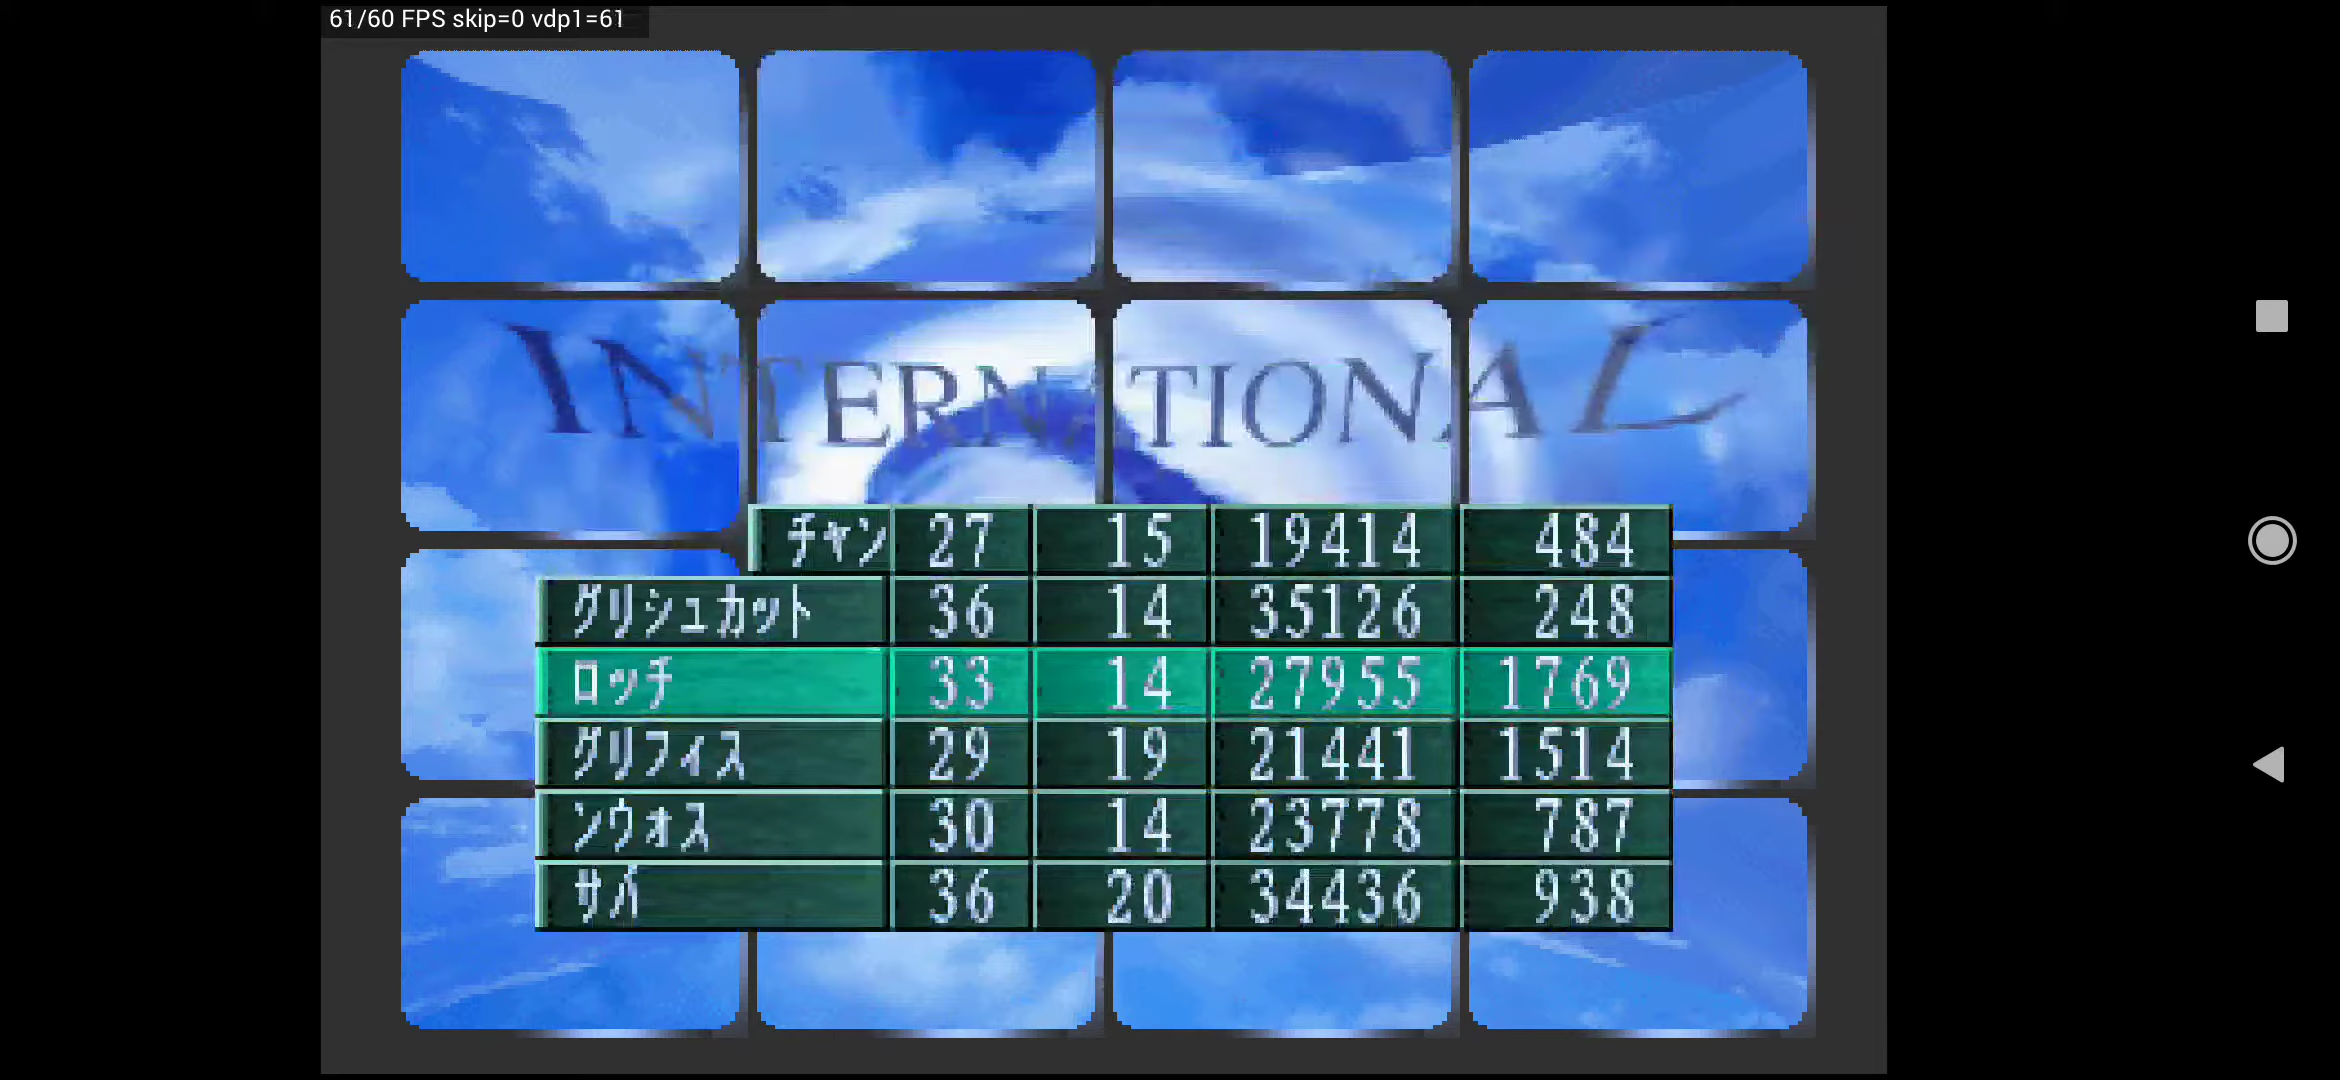 61/60 FPS skip=0 vdp1=61
INTERNATIONAL
チャン 27 15 19414 484
グリシュカット 36 14 35126 248
ロッチ 33 14 27955 1769
グリフィス 29 19 21441 1514
ンウォス 30 14 23778 787
サイ 36 20 34436 938